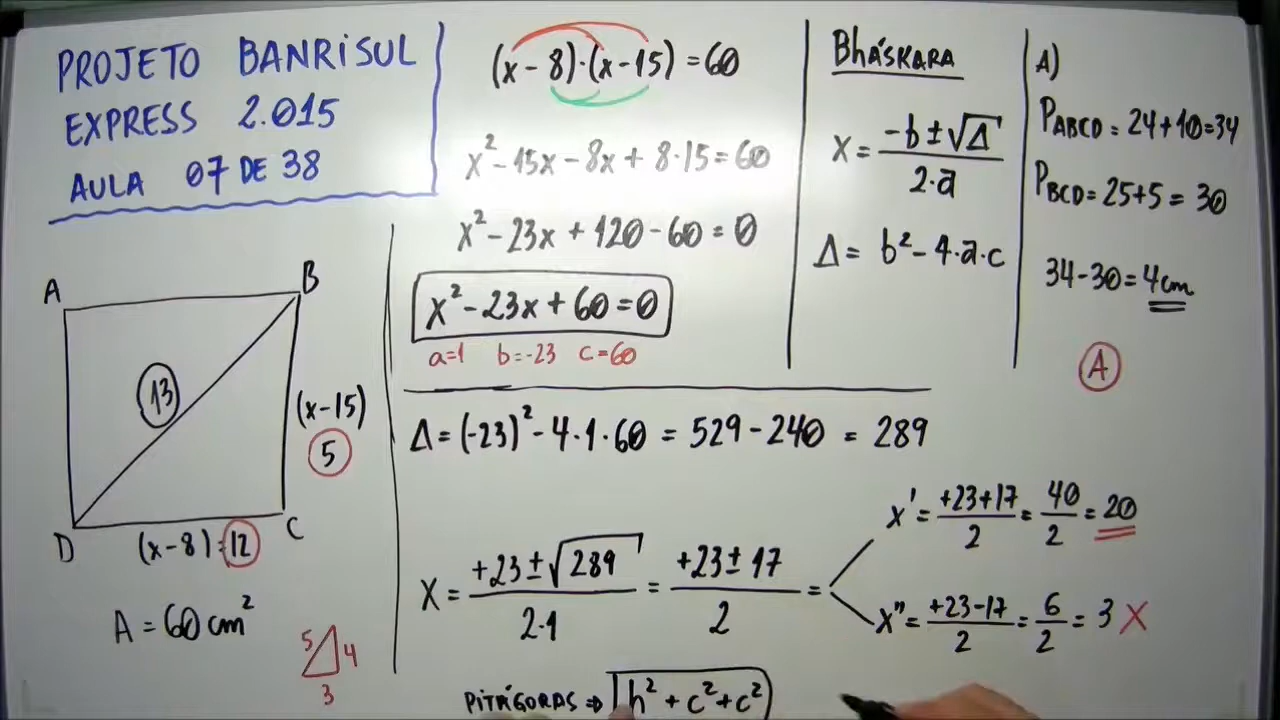 PROJETO BANRISUL
EXPRESS 2.015
AULA 07 DE 38
A
B
13
(x-15)
5
D
(x-8)=12
C
A = 60 cm²
5
4
3
(x-8)·(x-15)=60
x²-15x-8x+8·15=60
x²-23x+120-60=0
x²-23x+60=0
a=1 b=-23 c=60
BháSKARA
X = (-b±√Δ)/(2·a)
Δ = b²-4·a·c
A)
PABCD = 24+10=34
PBCD = 25+5=30
34-30=4cm
A
Δ=(-23)²-4·1·60 = 529-240 = 289
X = (+23±√289)/(2·1) = (+23±17)/2 =
x' = (+23+17)/2 = 40/2 = 20
x" = (+23-17)/2 = 6/2 = 3 X
PITÁGORAS ⇒ h²+c²+c²